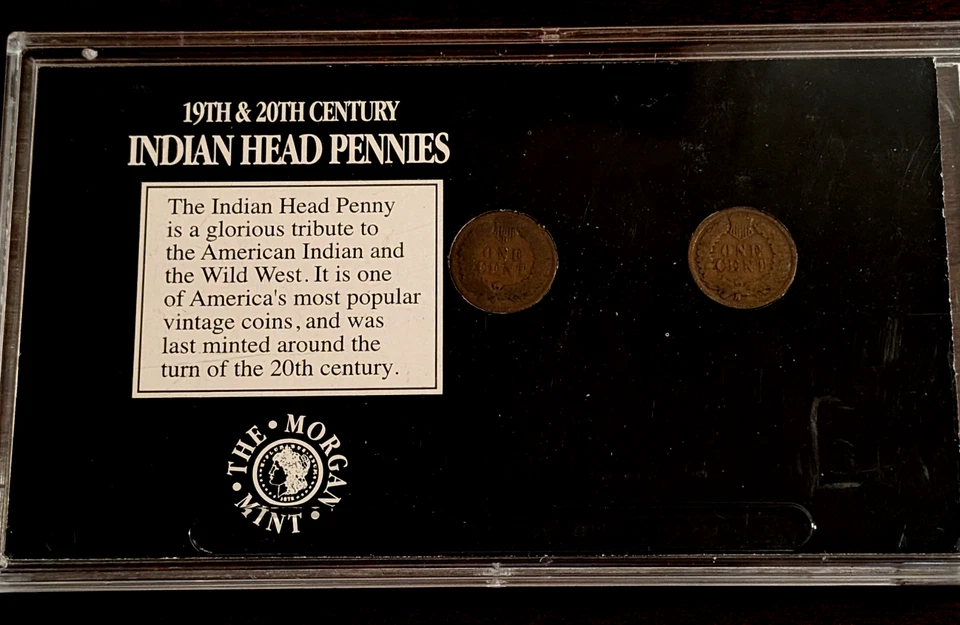 19TH & 20TH CENTURY
INDIAN HEAD PENNIES
The Indian Head Penny
is a glorious tribute to
the American Indian and
the Wild West. It is one
of America's most popular
vintage coins, and was
last minted around the
turn of the 20th century.
THE • MORGAN • MINT •
ONE
CENT
ONE
CENT